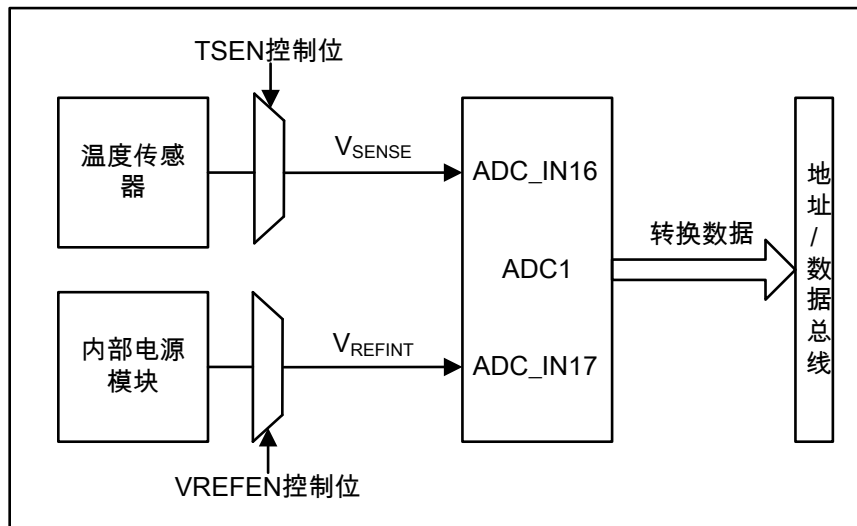 TSEN控制位
温度传感
器
VSENSE
ADC_IN16
ADC1
转换数据
地址/数据总线
内部电源
模块
VREFINT
ADC_IN17
VREFEN控制位